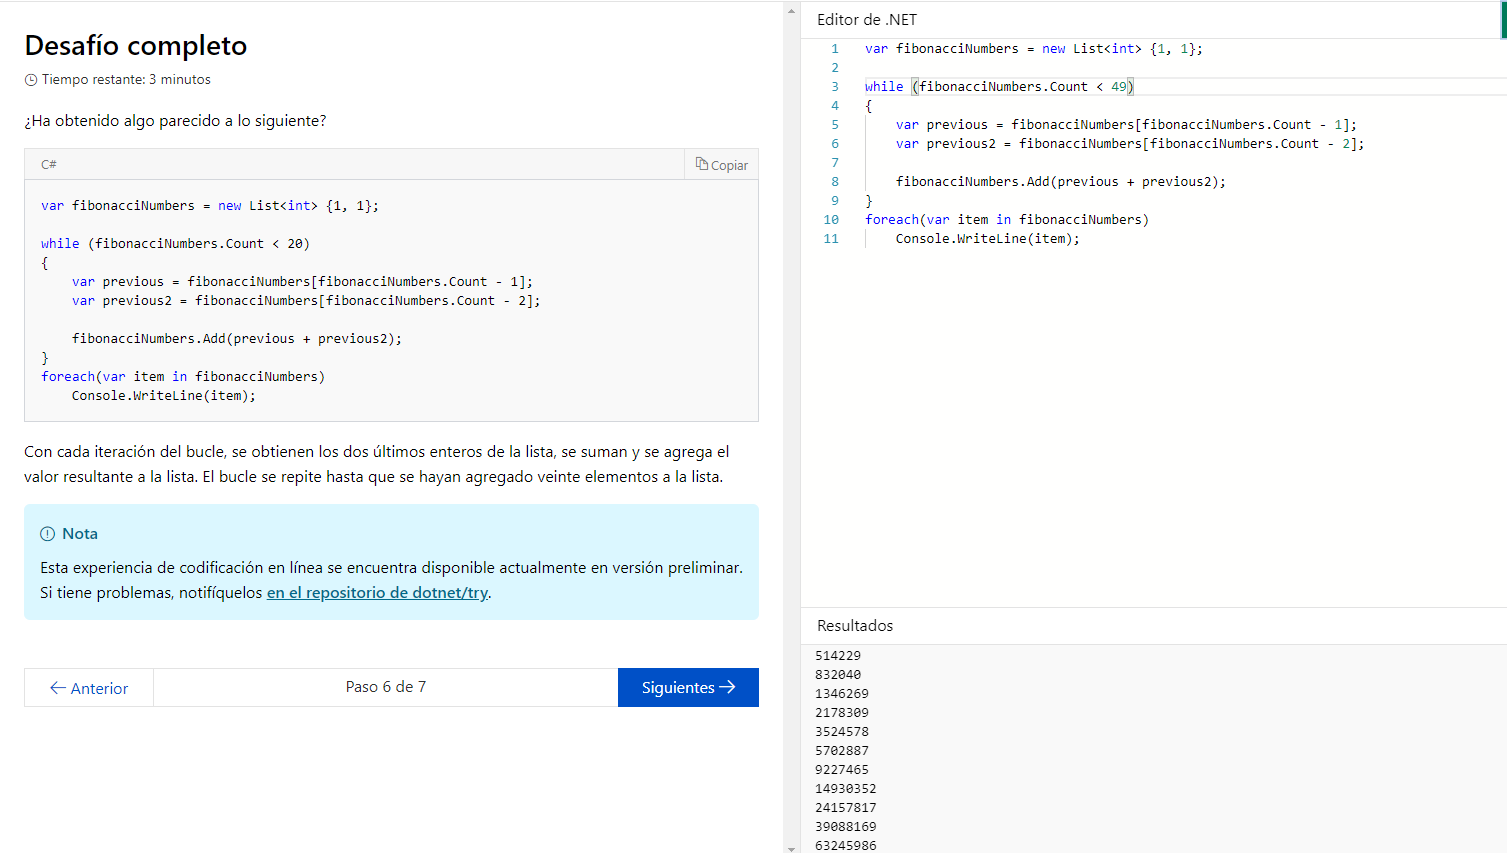 Desafío completo
Tiempo restante: 3 minutos
¿Ha obtenido algo parecido a lo siguiente?
C#
Copiar
var fibonacciNumbers = new List<int> {1, 1};
while (fibonacciNumbers.Count < 20)
{
var previous = fibonacciNumbers[fibonacciNumbers.Count - 1];
var previous2 = fibonacciNumbers[fibonacciNumbers.Count - 2];
fibonacciNumbers.Add(previous + previous2);
}
foreach(var item in fibonacciNumbers)
Console.WriteLine(item);
Con cada iteración del bucle, se obtienen los dos últimos enteros de la lista, se suman y se agrega el
valor resultante a la lista. El bucle se repite hasta que se hayan agregado veinte elementos a la lista.
Nota
Esta experiencia de codificación en línea se encuentra disponible actualmente en versión preliminar.
Si tiene problemas, notifíquelos en el repositorio de dotnet/try.
Anterior
Paso 6 de 7
Siguientes
Editor de .NET
1 var fibonacciNumbers = new List<int> {1, 1};
2
3 while (fibonacciNumbers.Count < 49)
4 {
5 var previous = fibonacciNumbers[fibonacciNumbers.Count - 1];
6 var previous2 = fibonacciNumbers[fibonacciNumbers.Count - 2];
7
8 fibonacciNumbers.Add(previous + previous2);
9 }
10 foreach(var item in fibonacciNumbers)
11 Console.WriteLine(item);
Resultados
514229
832040
1346269
2178309
3524578
5702887
9227465
14930352
24157817
39088169
63245986